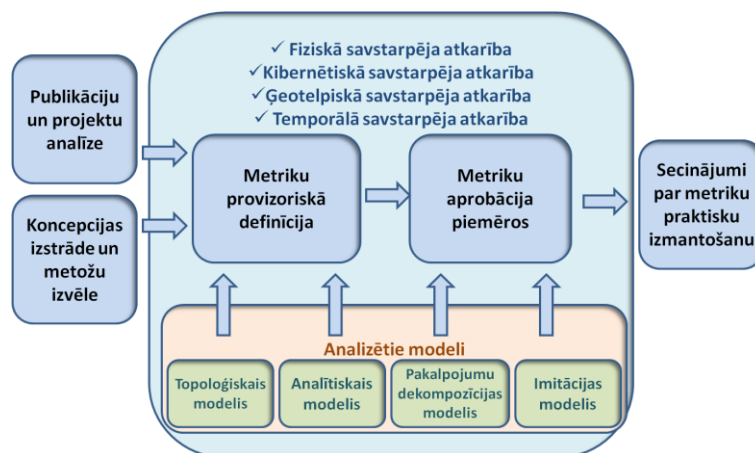 ✓ Fiziskā savstarpēja atkarība
✓ Kibernētiskā savstarpēja atkarība
✓ Ģeotelpiskā savstarpēja atkarība
✓ Temporālā savstarpēja atkarība
Publikāciju
un projektu
analīze
Koncepcijas
izstrāde un
metožu
izvēle
Metriku
provizoriskā
definīcija
Metriku
aprobācija
piemēros
Secinājumi
par metriku
praktisku
izmantošanu
Analizētie modeli
Topoloģiskais
modelis
Analītiskais
modelis
Pakalpojumu
dekompozīcijas
modelis
Imitācijas
modelis